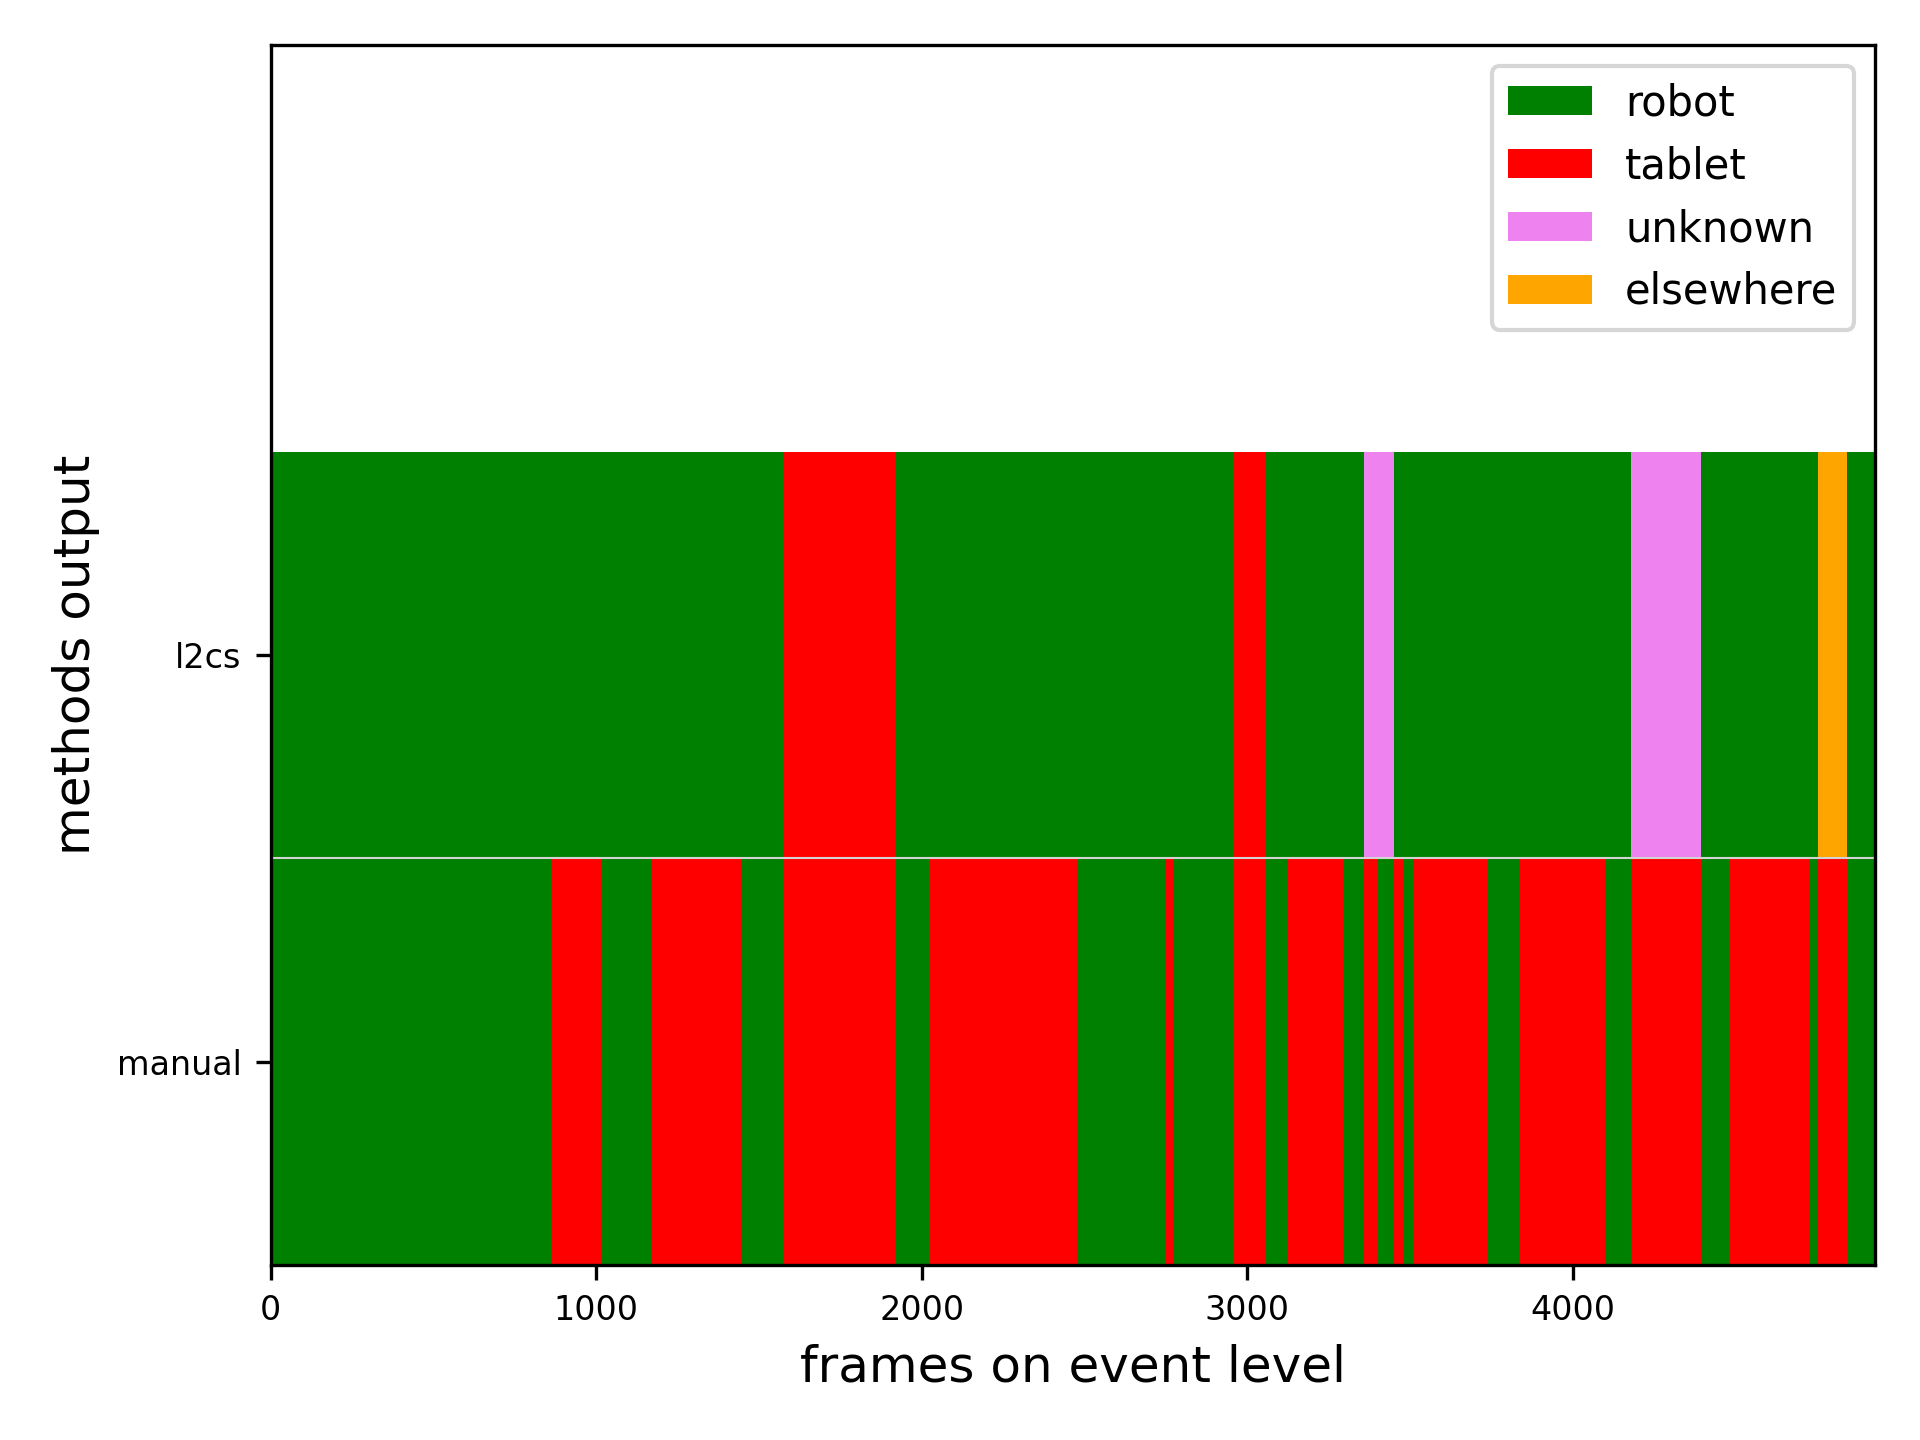 robot
tablet
unknown
elsewhere
methods output
l2cs
manual
0 1000 2000 3000 4000
frames on event level